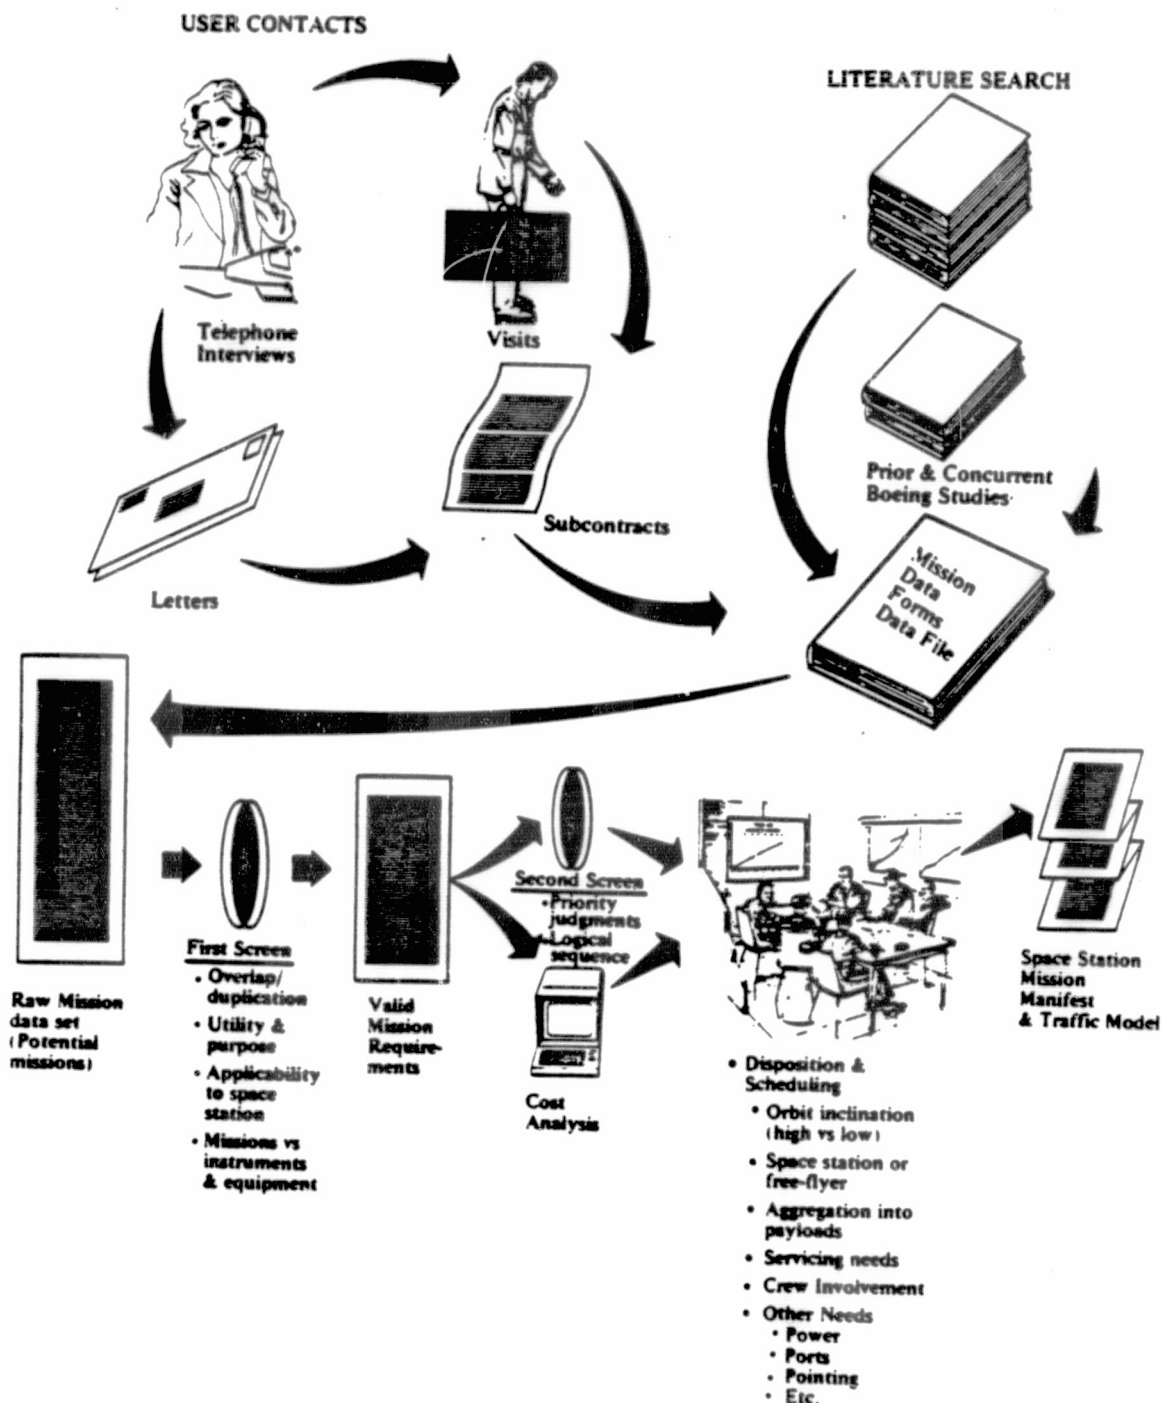 USER CONTACTS
LITERATURE SEARCH
Telephone
Interviews
Visits
Prior & Concurrent
Boeing Studies
Subcontracts
Letters
Mission
Data
Forms
Data File
Raw Mission
data set
(Potential
missions)
First Screen
• Overlap/
duplication
• Utility &
purpose
• Applicability
to space
station
• Missions vs
instruments
& equipment
Valid
Mission
Require-
ments
Second Screen
• Priority
judgments
• Logical
sequence
Cost
Analysis
• Disposition &
Scheduling
• Orbit inclination
(high vs low)
• Space station or
free-flyer
• Aggregation into
payloads
• Servicing needs
• Crew Involvement
• Other Needs
• Power
• Ports
• Pointing
• Etc.
Space Station
Mission
Manifest
& Traffic Model